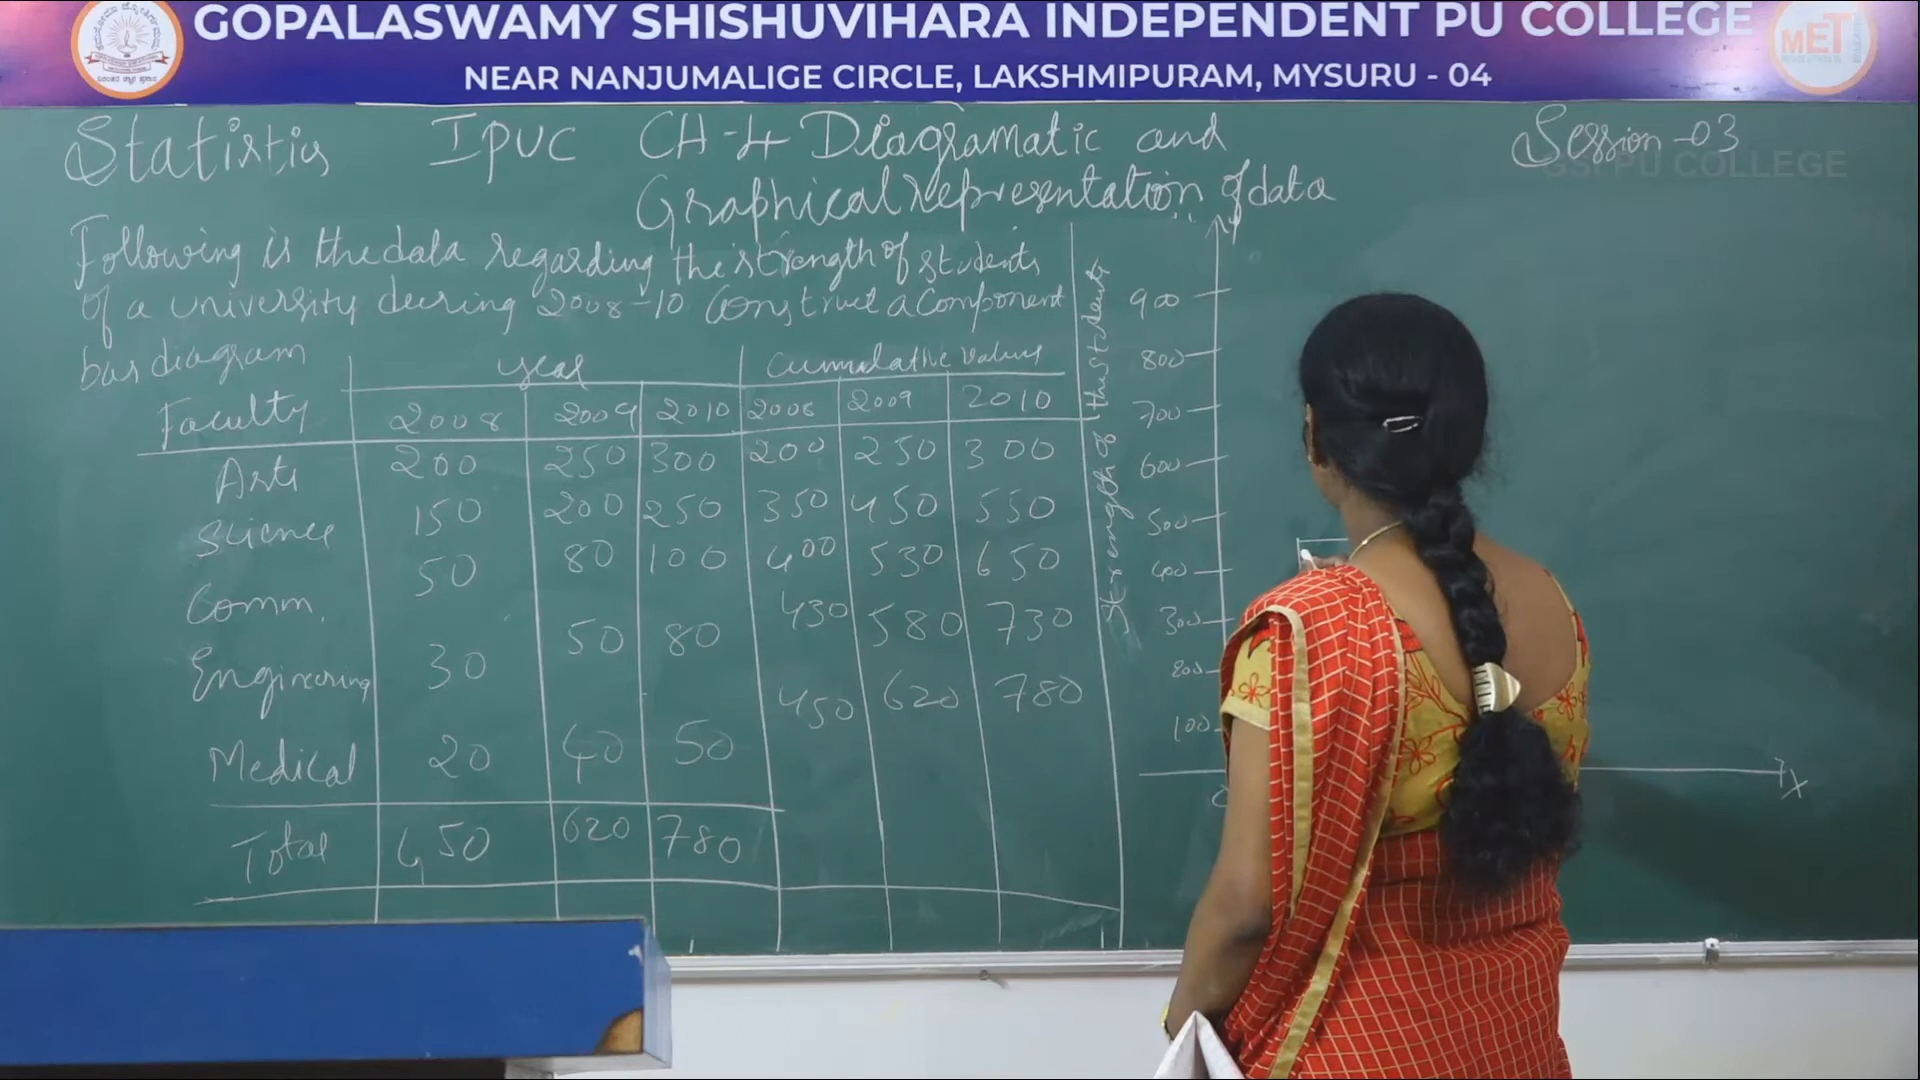 GOPALASWAMY SHISHUVIHARA INDEPENDENT PU COLLEGE
NEAR NANJUMALIGE CIRCLE, LAKSHMIPURAM, MYSURU - 04
MET
Statistics IPUC CH-4 Diagramatic and
Graphical representation of data
Session-03
GSI PU COLLEGE
Following is the data regarding the strength of students
of a university during 2008-10. Construct a Component
bar diagram
year Cumulative values
Faculty 2008 2009 2010 2008 2009 2010
Arts 200 250 300 200 250 300
Science 150 200 250 350 450 550
Comm. 50 80 100 400 530 650
Engineering 30 50 80 430 580 730
Medical 20 40 50 450 620 780
Total 450 620 780
Strength of the students
y
900
800
700
600
500
400
300
200
100
X